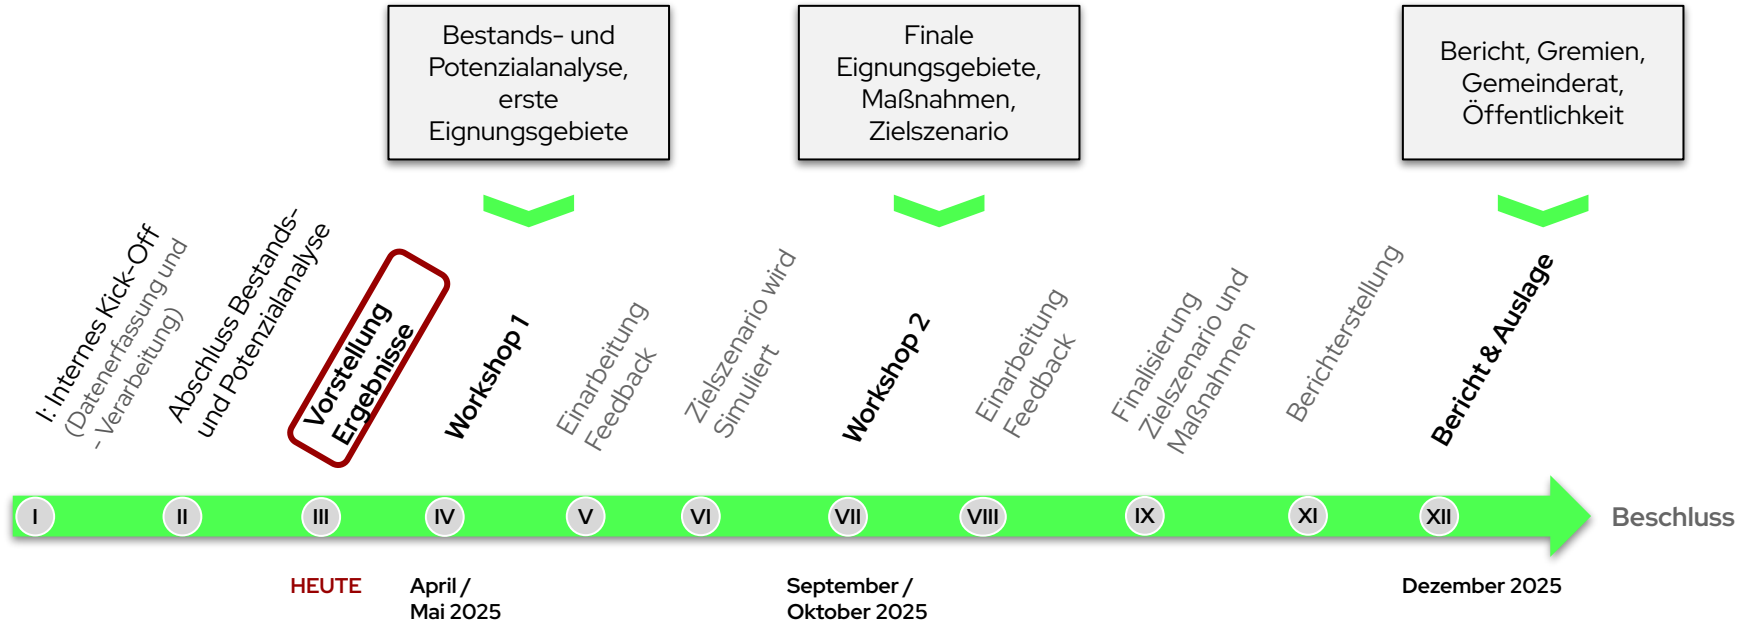 Bestands- und
Potenzialanalyse,
erste
Eignungsgebiete
Finale
Eignungsgebiete,
Maßnahmen,
Zielszenario
Bericht, Gremien,
Gemeinderat,
Öffentlichkeit
I: Internes Kick-Off
(Datenerfassung und
- Verarbeitung)
Abschluss Bestands-
und Potenzialanalyse
Vorstellung
Ergebnisse
Workshop 1
Einarbeitung
Feedback
Zielszenario wird
Simuliert
Workshop 2
Einarbeitung
Feedback
Finalisierung
Zielszenario und
Maßnahmen
Berichterstellung
Bericht & Auslage
I
II
III
IV
V
VI
VII
VIII
IX
XI
XII
Beschluss
HEUTE
April /
Mai 2025
September /
Oktober 2025
Dezember 2025